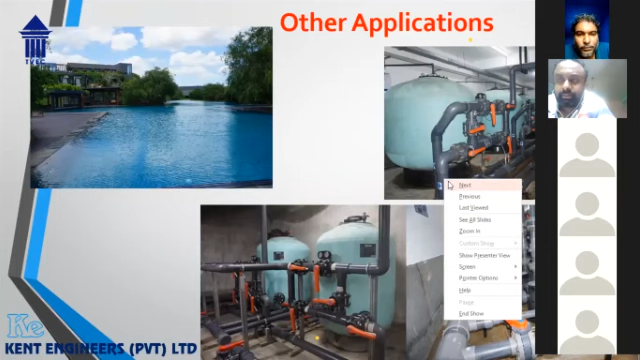 Other Applications
TVEC
Next
Previous
Last Viewed
See All Slides
Zoom In
Custom Show
Show Presenter View
Screen
Pointer Options
Help
Pause
End Show
Ke
KENT ENGINEERS (PVT) LTD